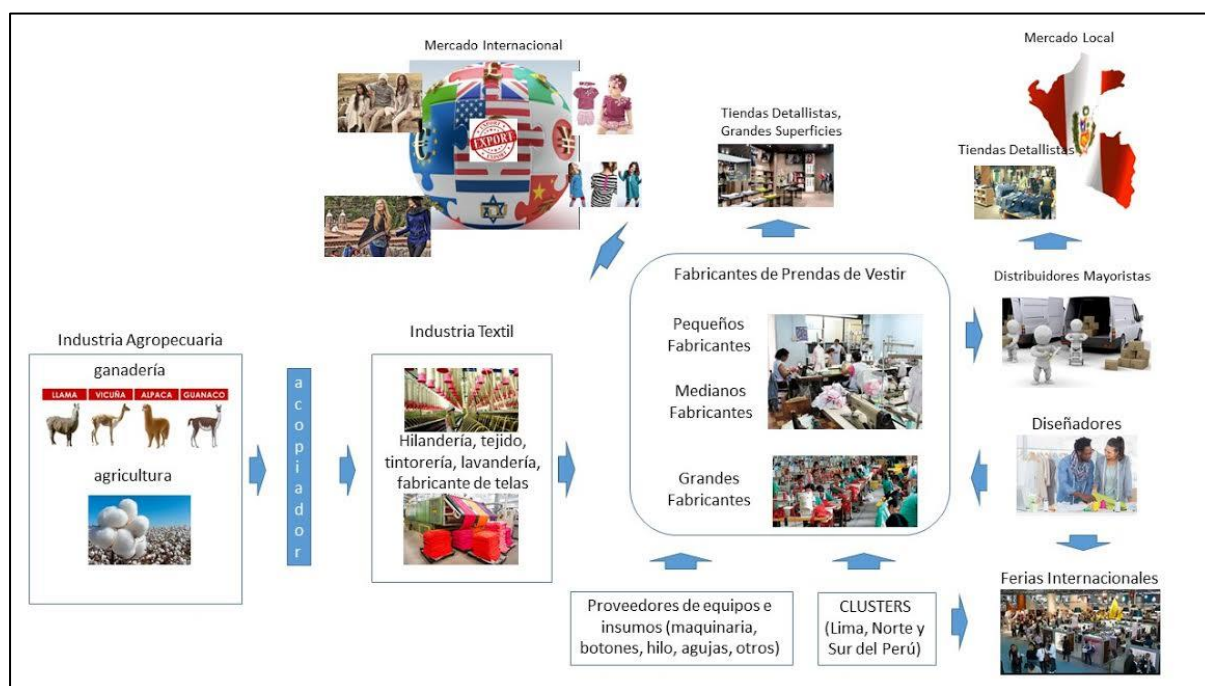 Mercado Internacional
EXPORT
Tiendas Detallistas,
Grandes Superficies
Mercado Local
Tiendas Detallistas
Industria Agropecuaria
ganadería
LLAMA VICUÑA ALPACA GUANACO
agricultura
acopiador
Industria Textil
Hilandería, tejido,
tintorería, lavandería,
fabricante de telas
Fabricantes de Prendas de Vestir
Pequeños
Fabricantes
Medianos
Fabricantes
Grandes
Fabricantes
Distribuidores Mayoristas
Diseñadores
Ferias Internacionales
Proveedores de equipos e
insumos (maquinaria,
botones, hilo, agujas, otros)
CLUSTERS
(Lima, Norte y
Sur del Perú)